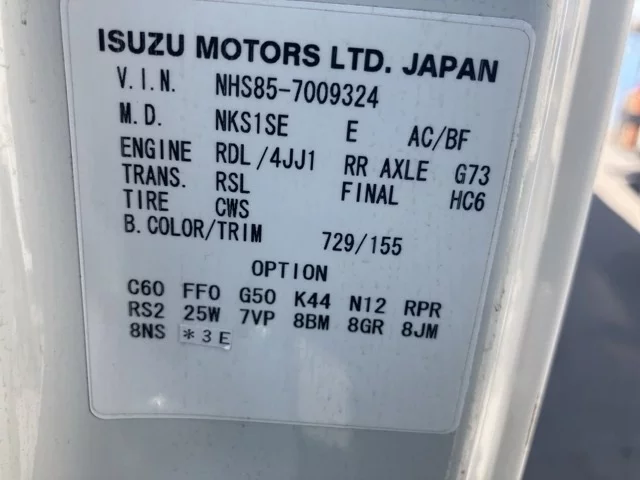 ISUZU MOTORS LTD. JAPAN
V.I.N. NHS85-7009324
M.D. NKS1SE E AC/BF
ENGINE RDL/4JJ1 RR AXLE G73
TRANS. RSL FINAL HC6
TIRE CWS
B.COLOR/TRIM 729/155
OPTION
C60 FF0 G50 K44 N12 RPR
RS2 25W 7VP 8BM 8GR 8JM
8NS *3E